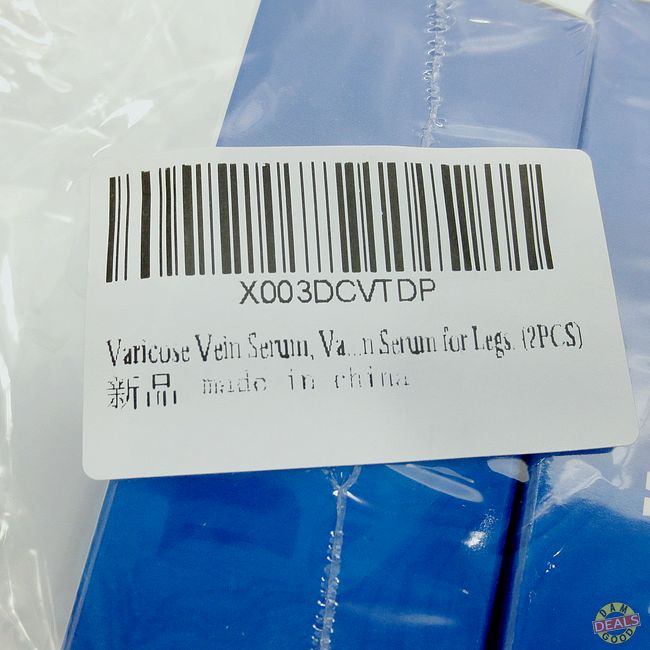 X003DCVTDP
Varicose Vein Serum, Va...n Serum for Legs. (2PCS)
新品 made in china
DAM
DEALS
GOOD